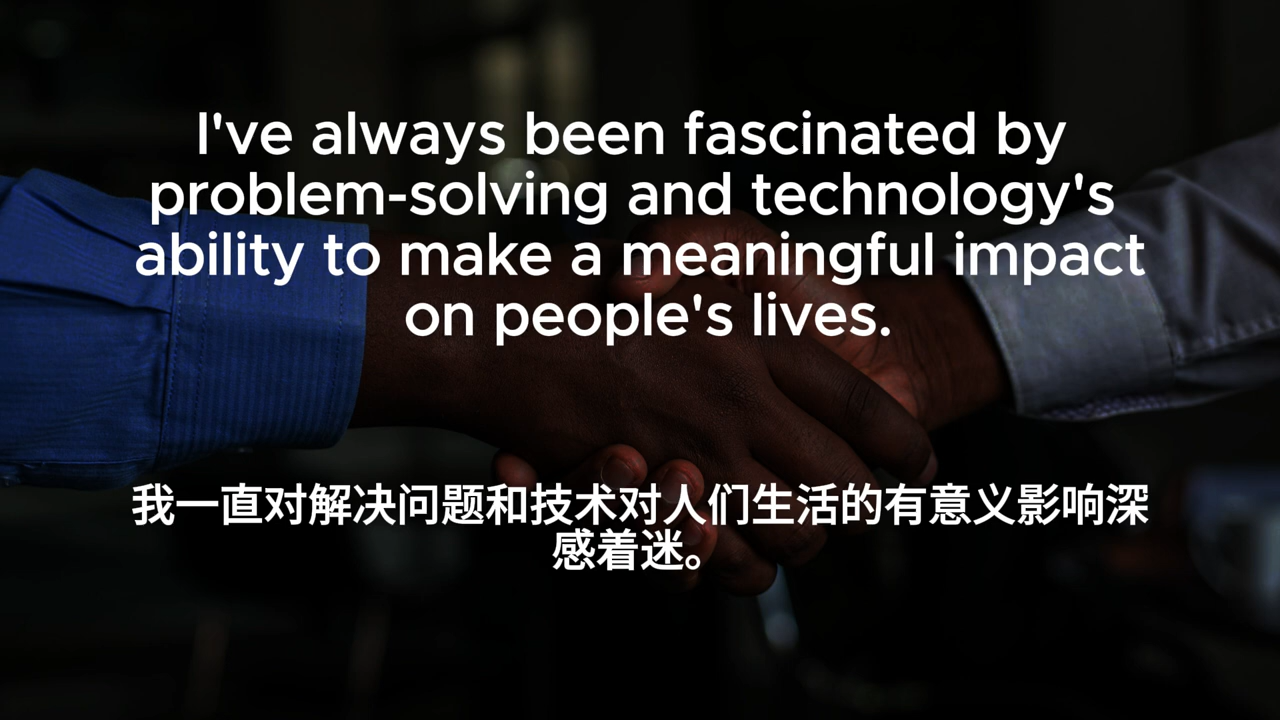 I've always been fascinated by
problem-solving and technology's
ability to make a meaningful impact
on people's lives.
我一直对解决问题和技术对人们生活的有意义影响深
感着迷。